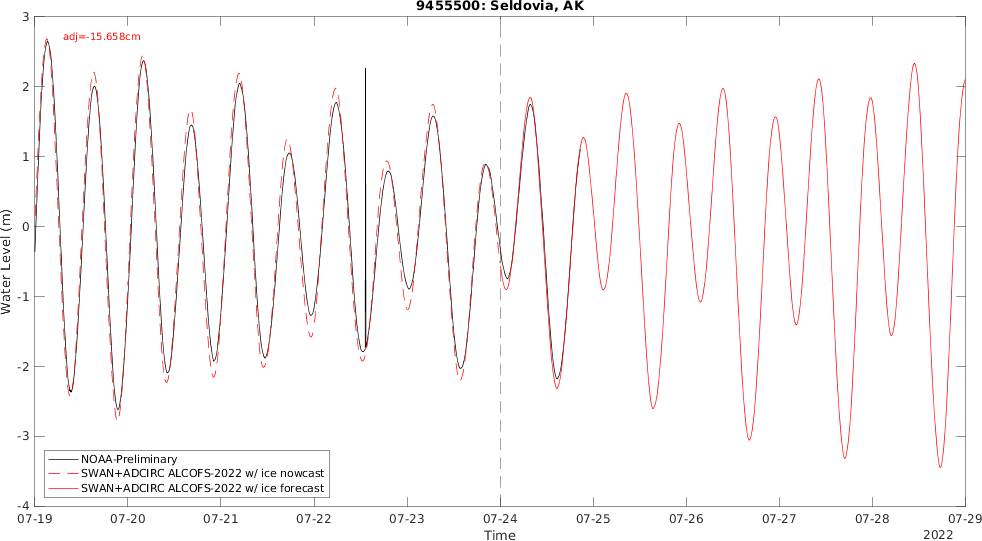 9455500: Seldovia, AK
adj=-15.658cm
Water Level (m)
3
2
1
0
-1
-2
-3
-4
NOAA-Preliminary
SWAN+ADCIRC ALCOFS-2022 w/ ice nowcast
SWAN+ADCIRC ALCOFS-2022 w/ ice forecast
07-19 07-20 07-21 07-22 07-23 07-24 07-25 07-26 07-27 07-28 07-29
Time
2022